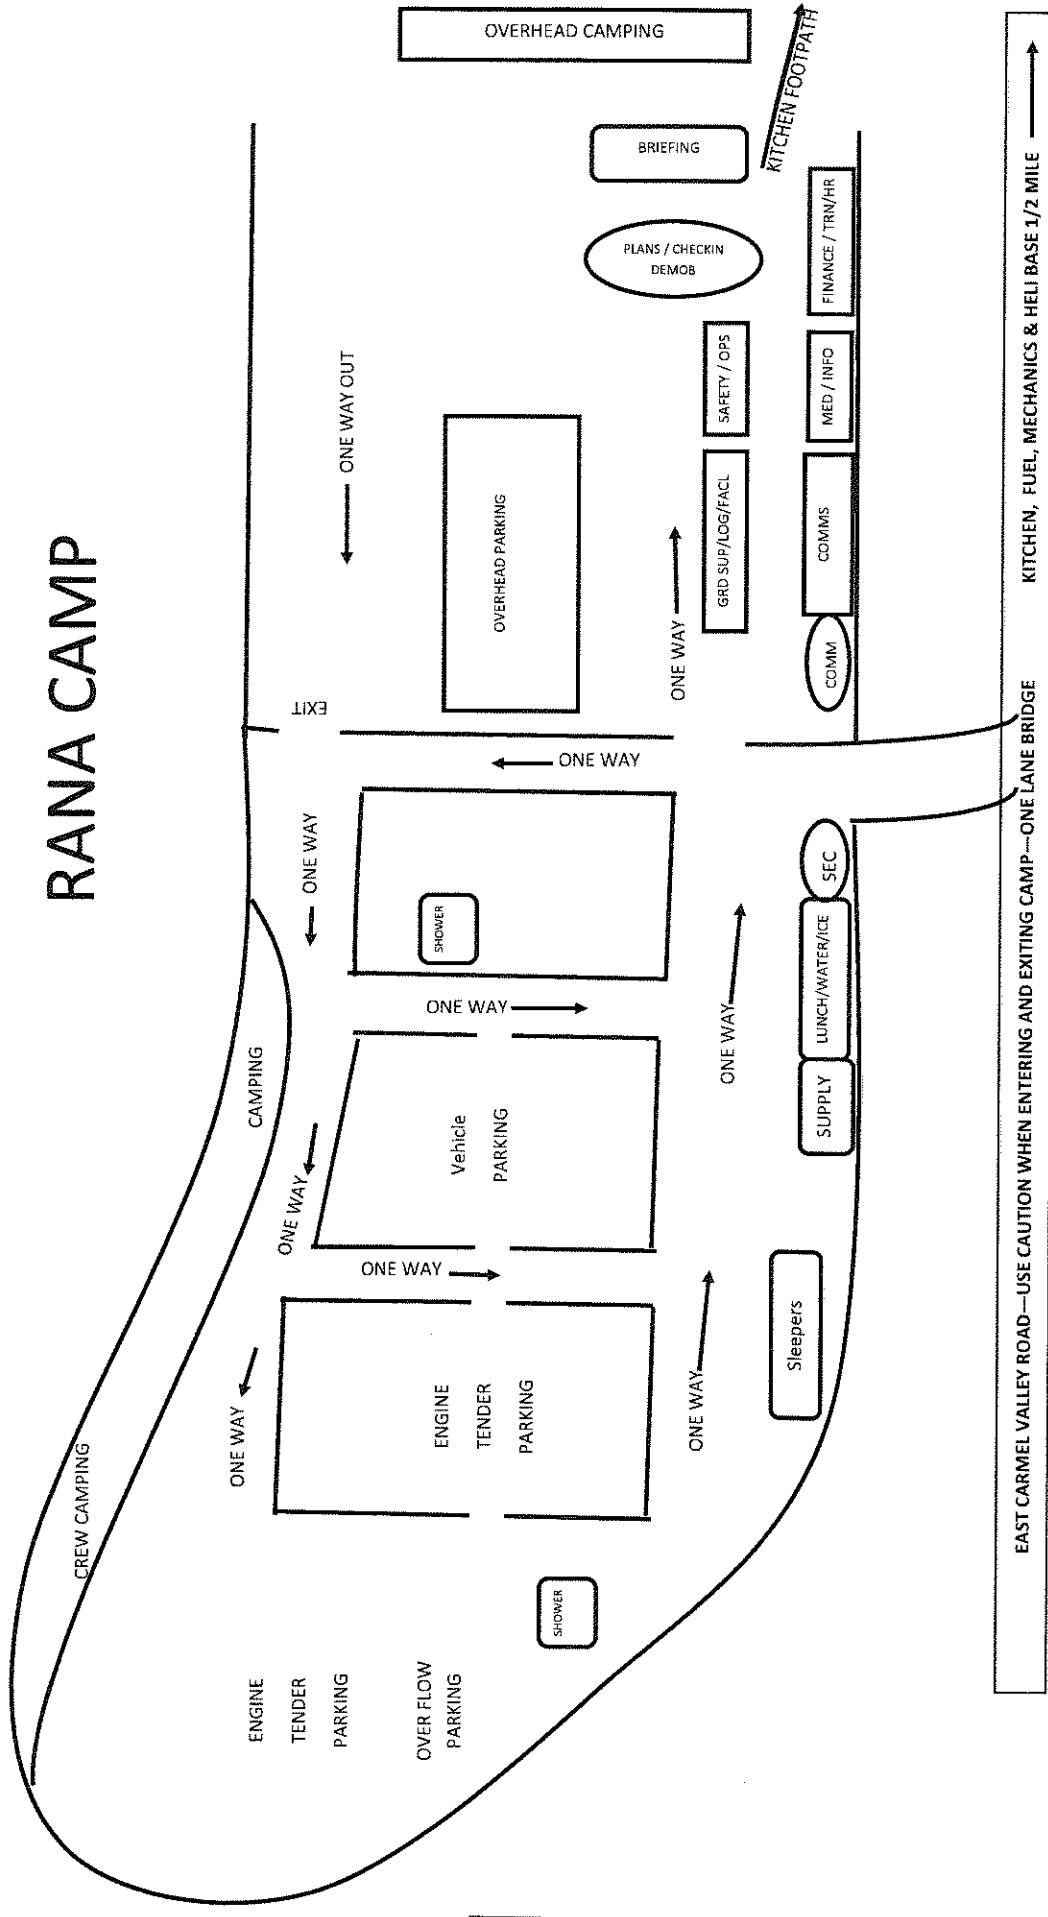 RANA CAMP
CREW CAMPING
CAMPING
ONE WAY
ONE WAY
ONE WAY
EXIT
ONE WAY OUT
ENGINE
TENDER
PARKING
OVER FLOW
PARKING
SHOWER
ENGINE
TENDER
PARKING
ONE WAY
Vehicle
PARKING
ONE WAY
SHOWER
ONE WAY
OVERHEAD PARKING
OVERHEAD CAMPING
BRIEFING
PLANS / CHECKIN
DEMOB
KITCHEN FOOTPATH
ONE WAY
ONE WAY
ONE WAY
GRD SUP/LOG/FACL
SAFETY / OPS
Sleepers
SUPPLY
LUNCH/WATER/ICE
SEC
COMM
COMMS
MED / INFO
FINANCE / TRN/HR
EAST CARMEL VALLEY ROAD—USE CAUTION WHEN ENTERING AND EXITING CAMP—ONE LANE BRIDGE KITCHEN, FUEL, MECHANICS & HELI BASE 1/2 MILE